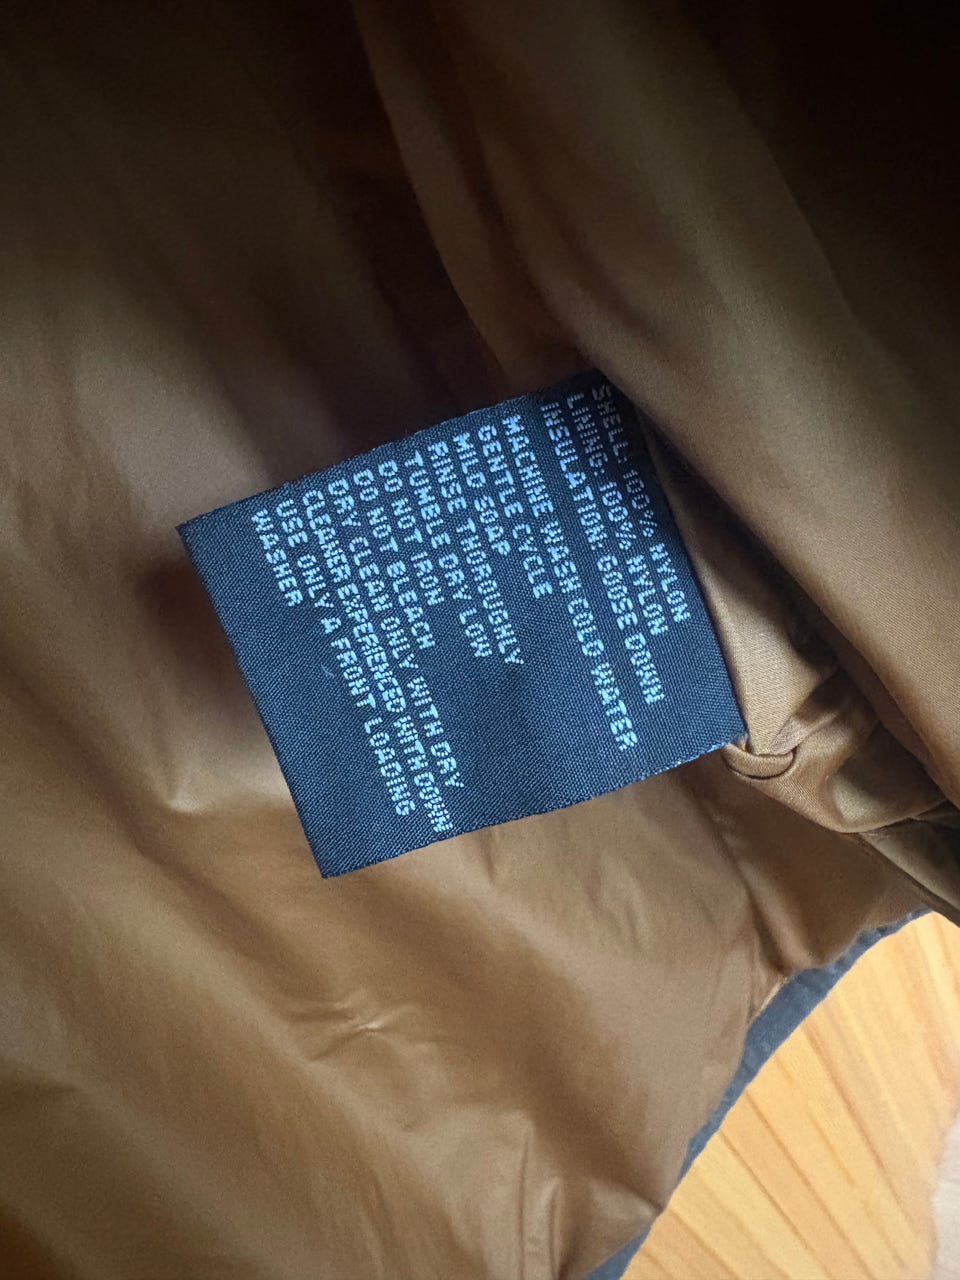 SHELL: 100% NYLON
LINING: 100% NYLON
INSULATION: GOOSE DOWN
MACHINE WASH COLD WATER
GENTLE CYCLE
MILD SOAP
RINSE THOROUGHLY
TUMBLE DRY LOW
DO NOT IRON
DO NOT BLEACH
DRY CLEAN ONLY WITH DRY
CLEANER EXPERIENCED WITH DOWN
USE ONLY A FRONT LOADING
WASHER